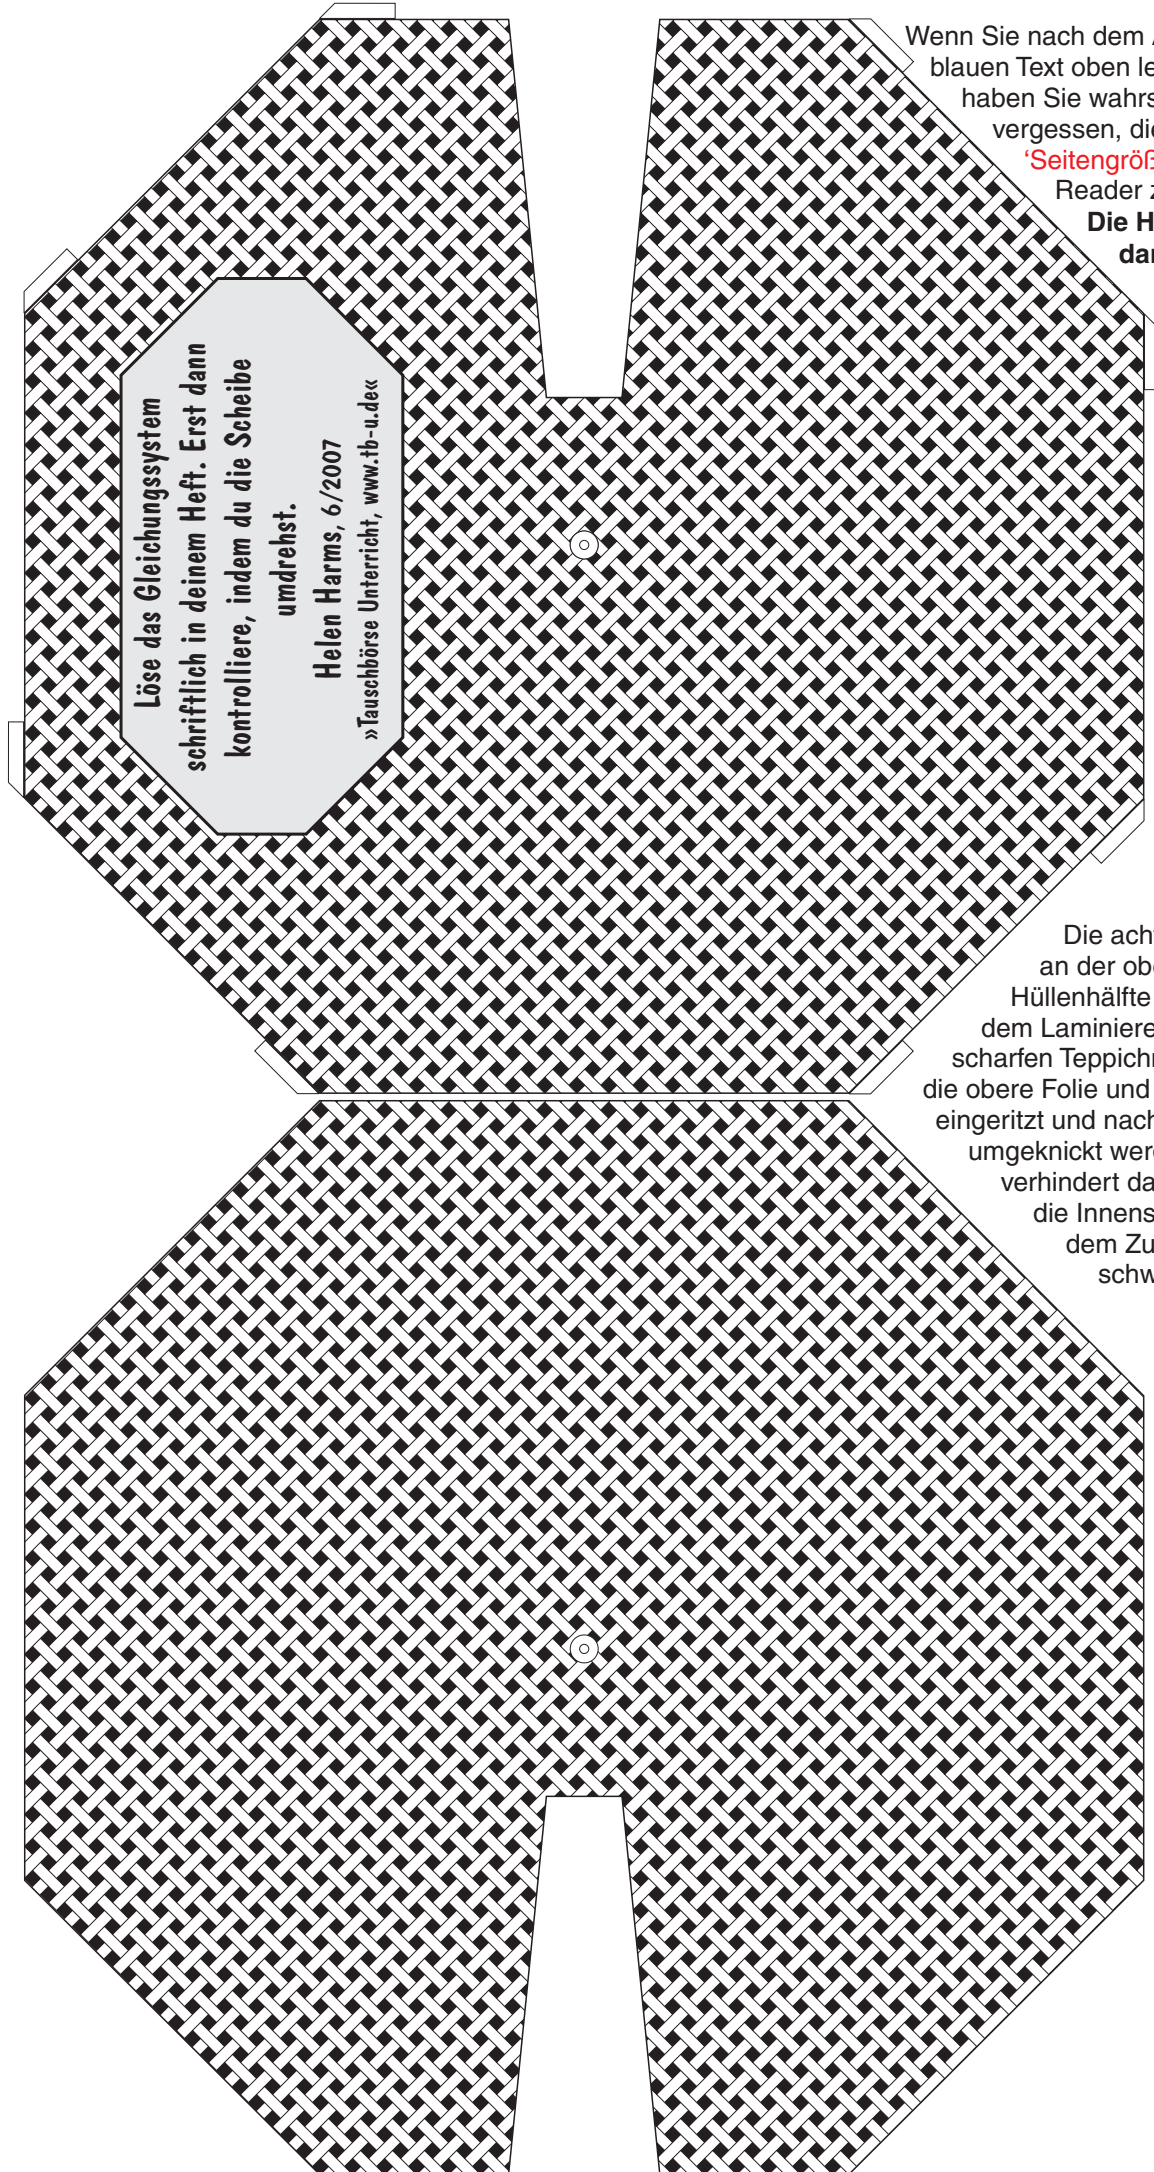 Wenn Sie nach dem
blauen Text oben
haben Sie
vergessen,
Reader
Die
Löse das Gleichungssystem
schriftlich in deinem Heft. Erst dann
kontrolliere, indem du die Scheibe
umdrehst.
Helen Harms, 6/2007
»Tauschbörse Unterricht, www.tb-u.de«
Die
an der
Hüllenhälfte
dem
scharfen
die obere Folie und
eingeritzt und
umgeknickt
verhindert
die
dem